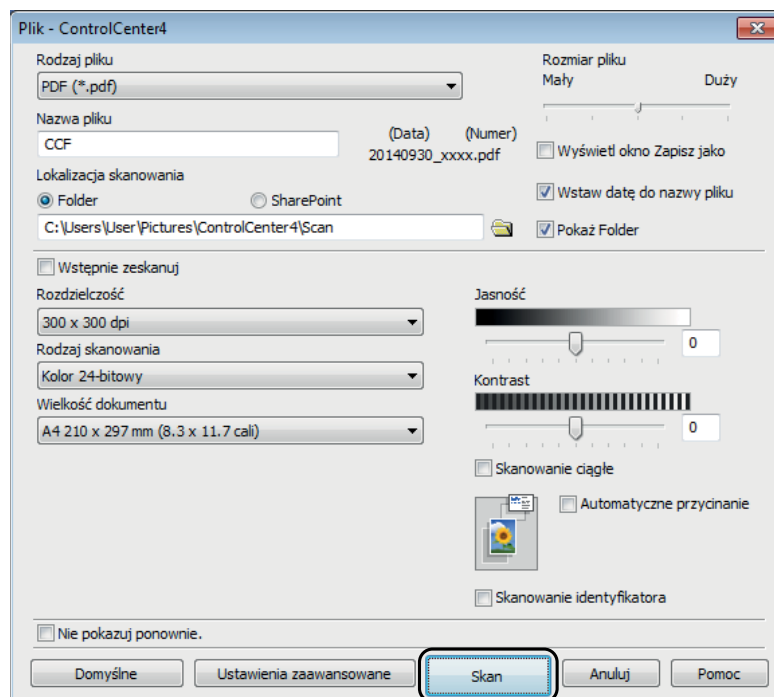 Plik - ControlCenter4
Rodzaj pliku
PDF (*.pdf)
Nazwa pliku
CCF
(Data) (Numer)
20140930_xxxx.pdf
Lokalizacja skanowania
Folder SharePoint
C:\Users\User\Pictures\ControlCenter4\Scan
Rozmiar pliku
Mały Duży
Wyświetl okno Zapisz jako
Wstaw datę do nazwy pliku
Pokaż Folder
Wstępnie zeskanuj
Rozdzielczość
300 x 300 dpi
Rodzaj skanowania
Kolor 24-bitowy
Wielkość dokumentu
A4 210 x 297 mm (8.3 x 11.7 cali)
Jasność
0
Kontrast
0
Skanowanie ciągłe
Automatyczne przycinanie
Skanowanie identyfikatora
Nie pokazuj ponownie.
Domyślne Ustawienia zaawansowane Skan Anuluj Pomoc